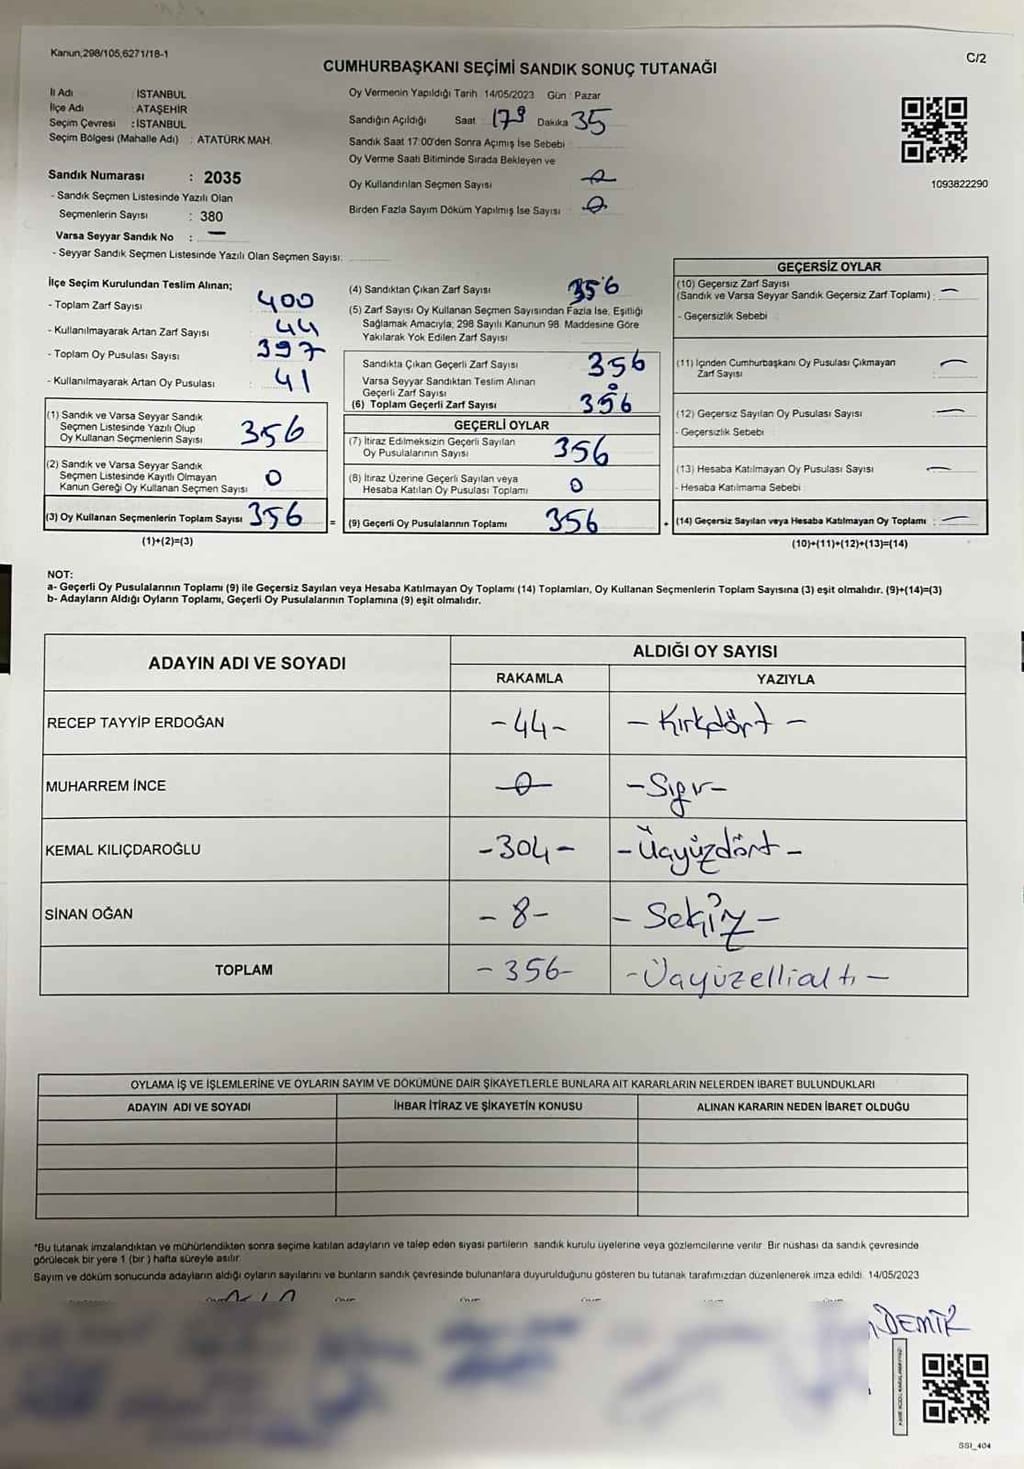 Kanun,298/105,6271/18-1
C/2
CUMHURBAŞKANI SEÇİMİ SANDIK SONUÇ TUTANAĞI
İl Adı : İSTANBUL
İlçe Adı : ATAŞEHİR
Seçim Çevresi : İSTANBUL
Seçim Bölgesi (Mahalle Adı) : ATATÜRK MAH.
Sandık Numarası : 2035
- Sandık Seçmen Listesinde Yazılı Olan
Seçmenlerin Sayısı : 380
Varsa Seyyar Sandık No : –
- Seyyar Sandık Seçmen Listesinde Yazılı Olan Seçmen Sayısı:
Oy Vermenin Yapıldığı Tarih 14/05/2023 Gün : Pazar
Sandığın Açıldığı Saat 17 Dakika 35
Sandık Saat 17:00'den Sonra Açımış İse Sebebi
Oy Verme Saati Bitiminde Sırada Bekleyen ve
Oy Kullandırılan Seçmen Sayısı 0
Birden Fazla Sayım Döküm Yapılmış İse Sayısı 0
1093822290
İlçe Seçim Kurulundan Teslim Alınan;
- Toplam Zarf Sayısı : 400
- Kullanılmayarak Artan Zarf Sayısı : 44
- Toplam Oy Pusulası Sayısı : 397
- Kullanılmayarak Artan Oy Pusulası : 41
(1) Sandık ve Varsa Seyyar Sandık
Seçmen Listesinde Yazılı Olup
Oy Kullanan Seçmenlerin Sayısı 356
(2) Sandık ve Varsa Seyyar Sandık
Seçmen Listesinde Kayıtlı Olmayan
Kanun Gereği Oy Kullanan Seçmen Sayısı 0
(3) Oy Kullanan Seçmenlerin Toplam Sayısı 356 =
(1)+(2)=(3)
(4) Sandıktan Çıkan Zarf Sayısı 356
(5) Zarf Sayısı Oy Kullanan Seçmen Sayısından Fazla İse, Eşitliği
Sağlamak Amacıyla; 298 Sayılı Kanunun 98. Maddesine Göre
Yakılarak Yok Edilen Zarf Sayısı
Sandıkta Çıkan Geçerli Zarf Sayısı 356
Varsa Seyyar Sandıktan Teslim Alınan
Geçerli Zarf Sayısı 0
(6) Toplam Geçerli Zarf Sayısı 356
GEÇERLİ OYLAR
(7) İtiraz Edilmeksizin Geçerli Sayılan
Oy Pusulalarının Sayısı 356
(8) İtiraz Üzerine Geçerli Sayılan veya
Hesaba Katılan Oy Pusulası Toplamı 0
(9) Geçerli Oy Pusulalarının Toplamı 356 +
GEÇERSİZ OYLAR
(10) Geçersiz Zarf Sayısı
(Sandık ve Varsa Seyyar Sandık Geçersiz Zarf Toplamı) : –
- Geçersizlik Sebebi
(11) İçinden Cumhurbaşkanı Oy Pusulası Çıkmayan
Zarf Sayısı : –
(12) Geçersiz Sayılan Oy Pusulası Sayısı : –
- Geçersizlik Sebebi
(13) Hesaba Katılmayan Oy Pusulası Sayısı –
- Hesaba Katılmama Sebebi
(14) Geçersiz Sayılan veya Hesaba Katılmayan Oy Toplamı : –
(10)+(11)+(12)+(13)=(14)
NOT:
a- Geçerli Oy Pusulalarının Toplamı (9) ile Geçersiz Sayılan veya Hesaba Katılmayan Oy Toplamı (14) Toplamları, Oy Kullanan Seçmenlerin Toplam Sayısına (3) eşit olmalıdır. (9)+(14)=(3)
b- Adayların Aldığı Oyların Toplamı, Geçerli Oy Pusulalarının Toplamına (9) eşit olmalıdır.
ADAYIN ADI VE SOYADI
ALDIĞI OY SAYISI
RAKAMLA YAZIYLA
RECEP TAYYİP ERDOĞAN -44- - Kırkdört -
MUHARREM İNCE -0- -Sıfır-
KEMAL KILIÇDAROĞLU -304- -Üçyüzdört-
SİNAN OĞAN -8- -Sekiz-
TOPLAM -356- -Üçyüzellialtı-
OYLAMA İŞ VE İŞLEMLERİNE VE OYLARIN SAYIM VE DÖKÜMÜNE DAİR ŞİKAYETLERLE BUNLARA AİT KARARLARIN NELERDEN İBARET BULUNDUKLARI
ADAYIN ADI VE SOYADI İHBAR İTİRAZ VE ŞİKAYETİN KONUSU ALINAN KARARIN NEDEN İBARET OLDUĞU
*Bu tutanak imzalandıktan ve mühürlendikten sonra seçime katılan adayların ve talep eden siyasi partilerin sandık kurulu üyelerine veya gözlemcilerine verilir. Bir nüshası da sandık çevresinde
görülecek bir yere 1 (bir ) hafta süreyle asılır.
Sayım ve döküm sonucunda adayların aldığı oyların sayılarını ve bunların sandık çevresinde bulunanlara duyurulduğunu gösteren bu tutanak tarafımızdan düzenlenerek imza edildi. 14/05/2023
DEMİR
SSI_404